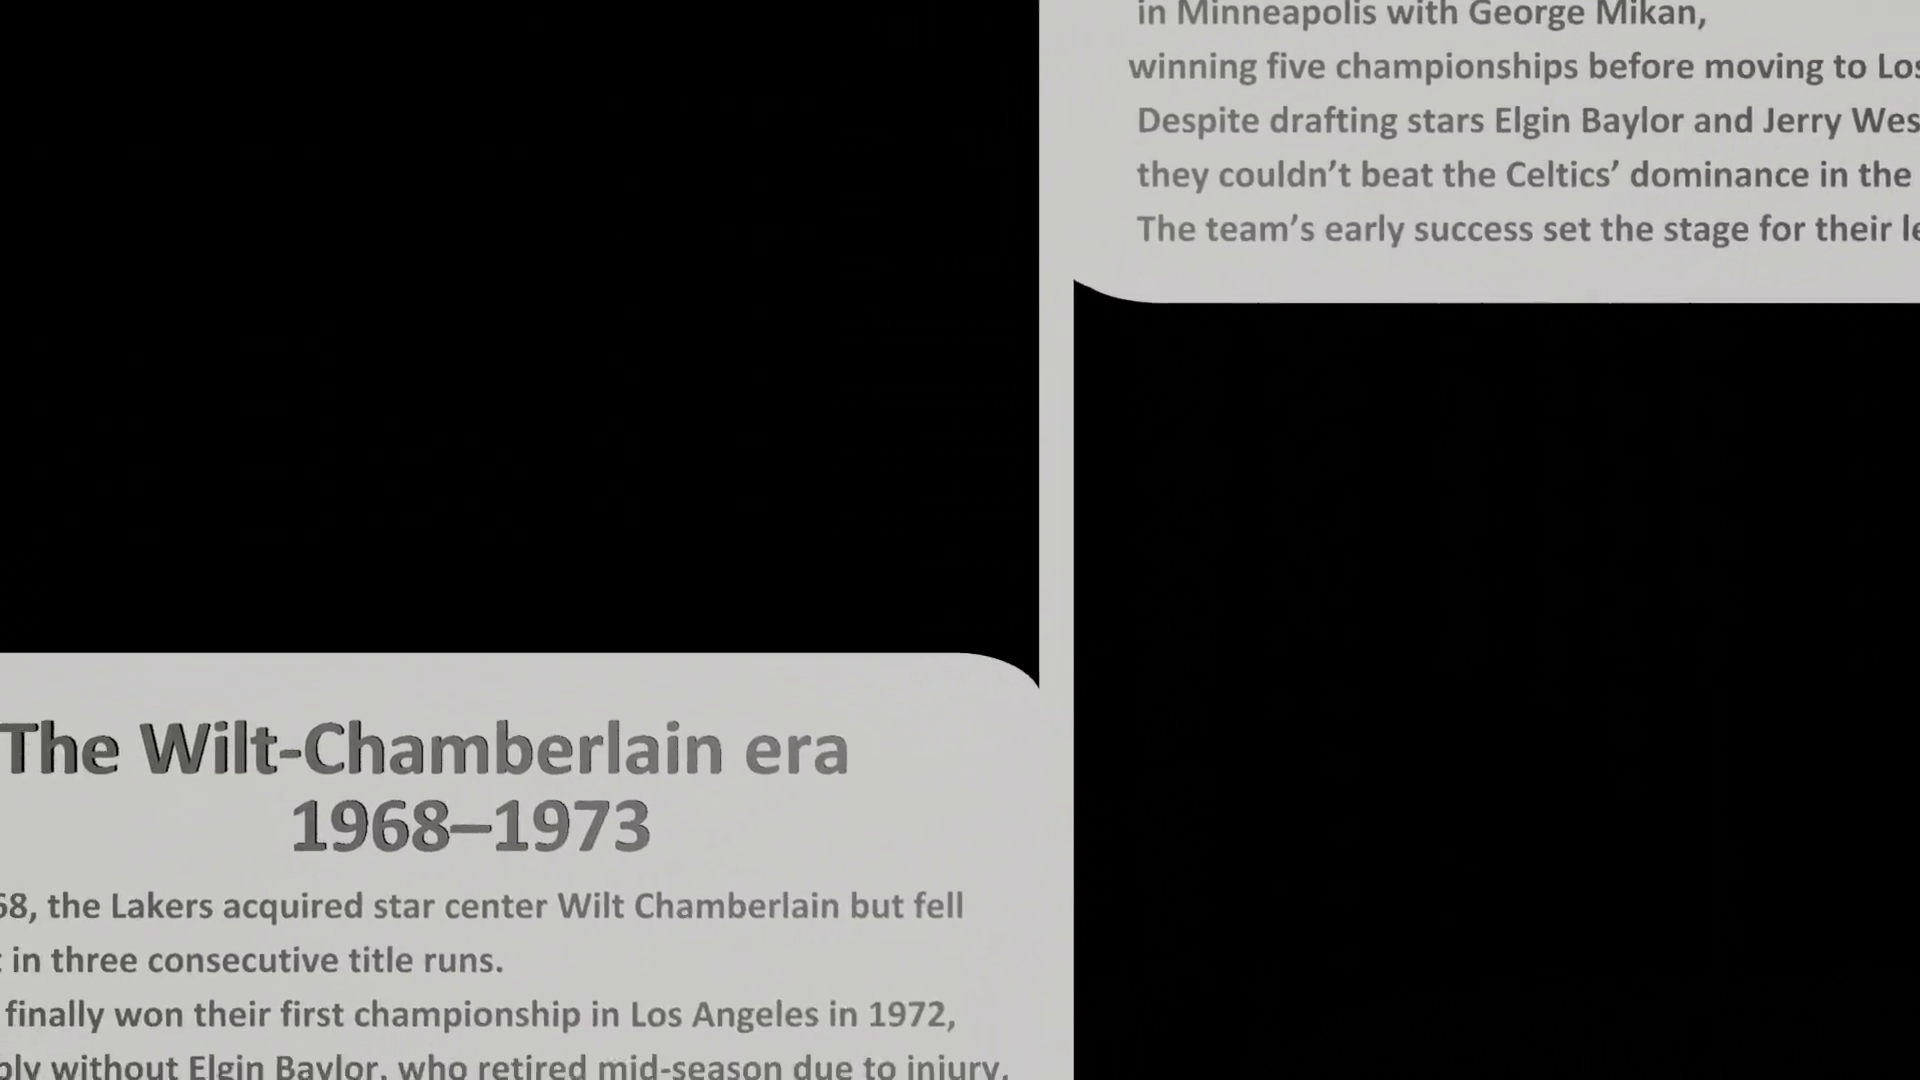 in Minneapolis with George Mikan,
winning five championships before moving to Los
Despite drafting stars Elgin Baylor and Jerry Wes
they couldn’t beat the Celtics’ dominance in the
The team’s early success set the stage for their
The Wilt-Chamberlain era
1968–1973
68, the Lakers acquired star center Wilt Chamberlain but fell
in three consecutive title runs.
finally won their first championship in Los Angeles in 1972,
without Elgin Baylor, who retired mid-season due to injury.